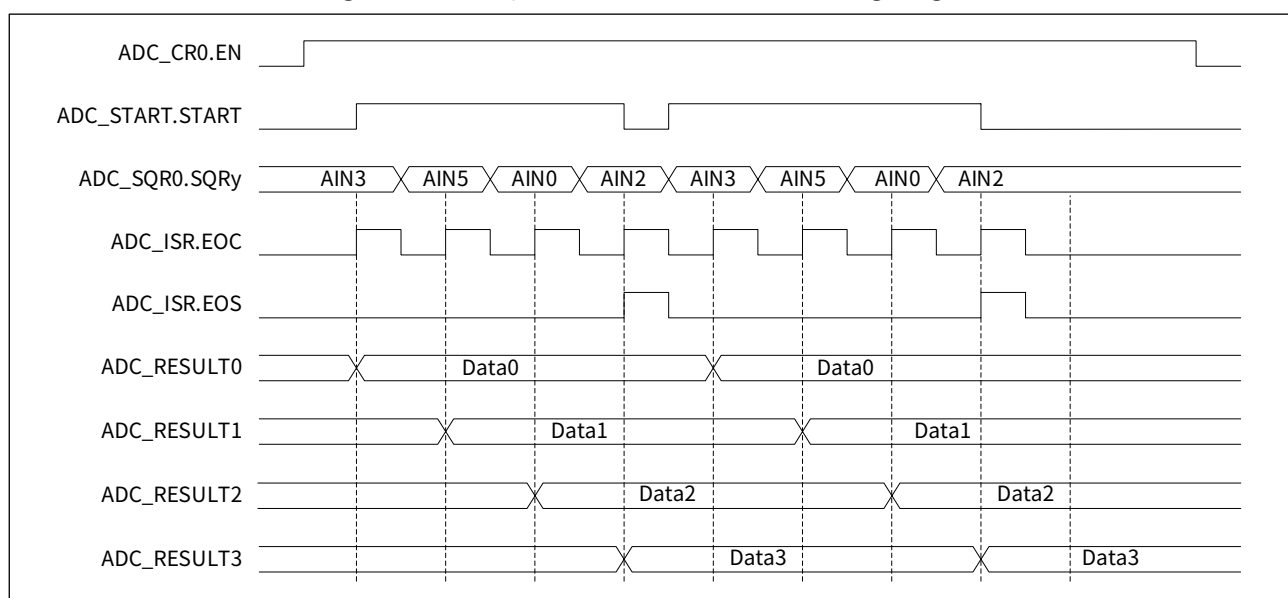 ADC_CR0.EN
ADC_START.START
ADC_SQR0.SQRy AIN3 AIN5 AIN0 AIN2 AIN3 AIN5 AIN0 AIN2
ADC_ISR.EOC
ADC_ISR.EOS
ADC_RESULT0 Data0 Data0
ADC_RESULT1 Data1 Data1
ADC_RESULT2 Data2 Data2
ADC_RESULT3 Data3 Data3